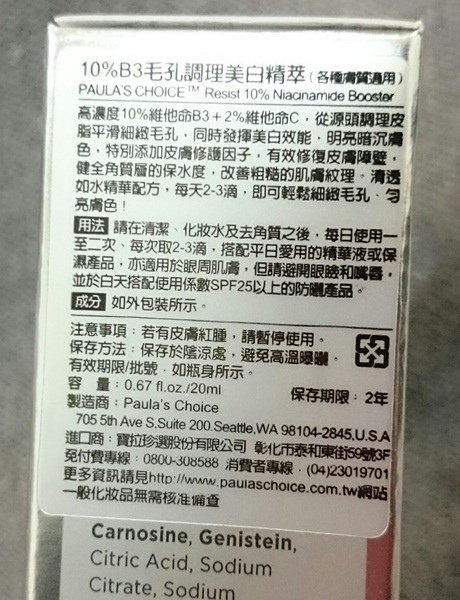 10%B3毛孔調理美白精萃(各種膚質適用)
PAULA'S CHOICE™ Resist 10% Niacinamide Booster
高濃度10%維他命B3+2%維他命C，從源頭調理皮
脂平滑細緻毛孔，同時發揮美白效能，明亮暗沉膚
色，特別添加皮膚修護因子，有效修復皮膚障壁，
健全角質層的保水度，改善粗糙的肌膚紋理。清透
如水精華配方，每天2-3滴，即可輕鬆細緻毛孔、勻
亮膚色！
用法 請在清潔、化妝水及去角質之後，每日使用一
至二次、每次取2-3滴，搭配平日愛用的精華液或保
濕產品，亦適用於眼周肌膚，但請避開眼瞼和嘴唇，
並於白天搭配使用係數SPF25以上的防曬產品。
成分 如外包裝所示。
注意事項：若有皮膚紅腫，請暫停使用。
保存方法：保存於陰涼處，避免高溫曝曬。
有效期限/批號：如瓶身所示。
容 量：0.67 fl.oz./20ml 保存期限：2年
製造商：Paula's Choice
705 5th Ave S.Suite 200.Seattle,WA 98104-2845,U.S.A
進口商：寶拉珍選股份有限公司 彰化市泰和東街59號3F
免付費專線：0800-308588 消費者專線：(04)23019701
更多資訊請見http://www.paulaschoice.com.tw網站
一般化妝品無需核准備查
Carnosine, Genistein,
Citric Acid, Sodium
Citrate, Sodium